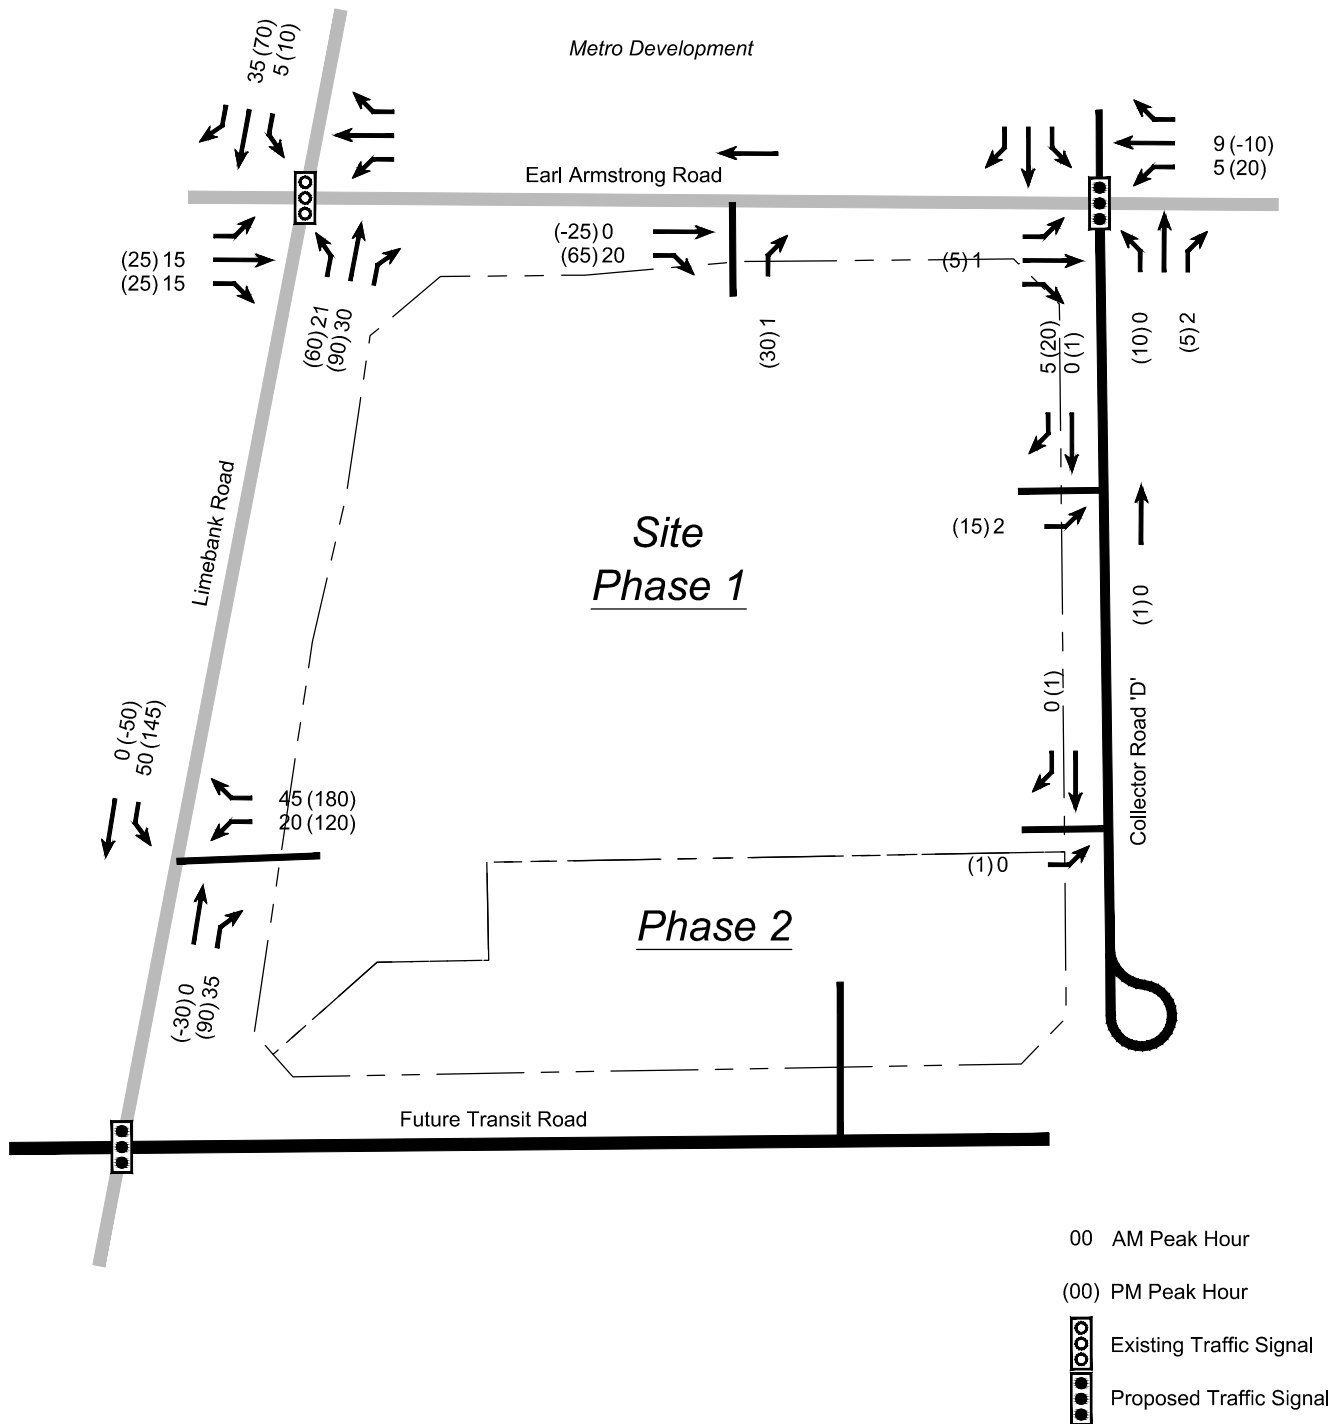 Metro Development
35 (70)
5 (10)
9 (-10)
5 (20)
Earl Armstrong Road
(25) 15
(25) 15
(-25) 0
(65) 20
(5) 1
(60) 21
(90) 30
(30) 1
5 (20)
0 (1)
(10) 0
(5) 2
Limebank Road
Site
Phase 1
(15) 2
(1) 0
0 (1)
Collector Road 'D'
0 (-50)
50 (145)
45 (180)
20 (120)
(1) 0
Phase 2
(-30) 0
(90) 35
Future Transit Road
00 AM Peak Hour
(00) PM Peak Hour
Existing Traffic Signal
Proposed Traffic Signal